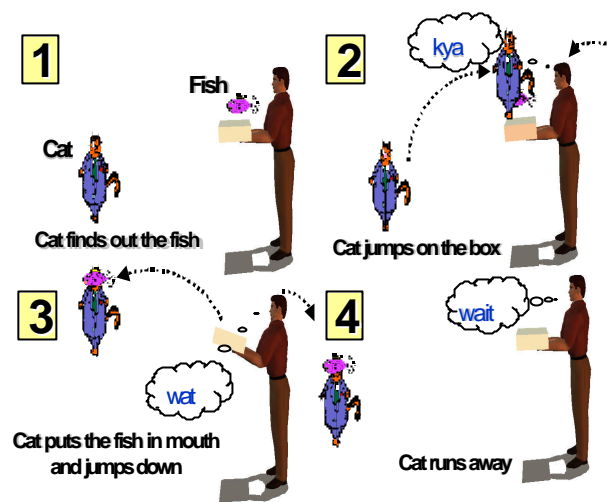 1
Fish
Cat
Cat finds out the fish
2
kya
Cat jumps on the box
3
wat
Cat puts the fish in mouth
and jumps down
4
wait
Cat runs away